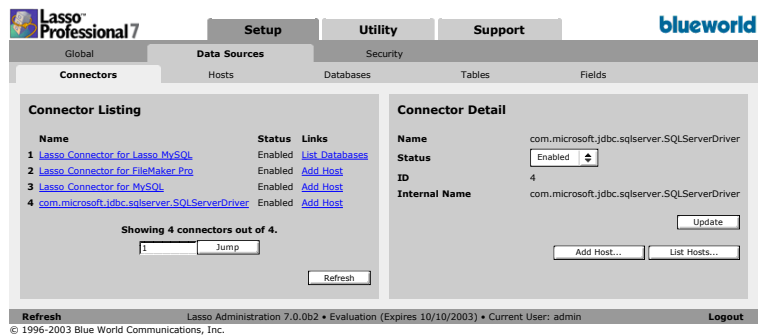 Lasso™
Professional 7
Setup Utility Support
blueworld
Global Data Sources Security
Connectors Hosts Databases Tables Fields
Connector Listing
Name Status Links
1 Lasso Connector for Lasso MySQL Enabled List Databases
2 Lasso Connector for FileMaker Pro Enabled Add Host
3 Lasso Connector for MySQL Enabled Add Host
4 com.microsoft.jdbc.sqlserver.SQLServerDriver Enabled Add Host
Showing 4 connectors out of 4.
1 Jump
Refresh
Connector Detail
Name com.microsoft.jdbc.sqlserver.SQLServerDriver
Status Enabled
ID 4
Internal Name com.microsoft.jdbc.sqlserver.SQLServerDriver
Update
Add Host... List Hosts...
Refresh Lasso Administration 7.0.0b2 • Evaluation (Expires 10/10/2003) • Current User: admin Logout
© 1996-2003 Blue World Communications, Inc.